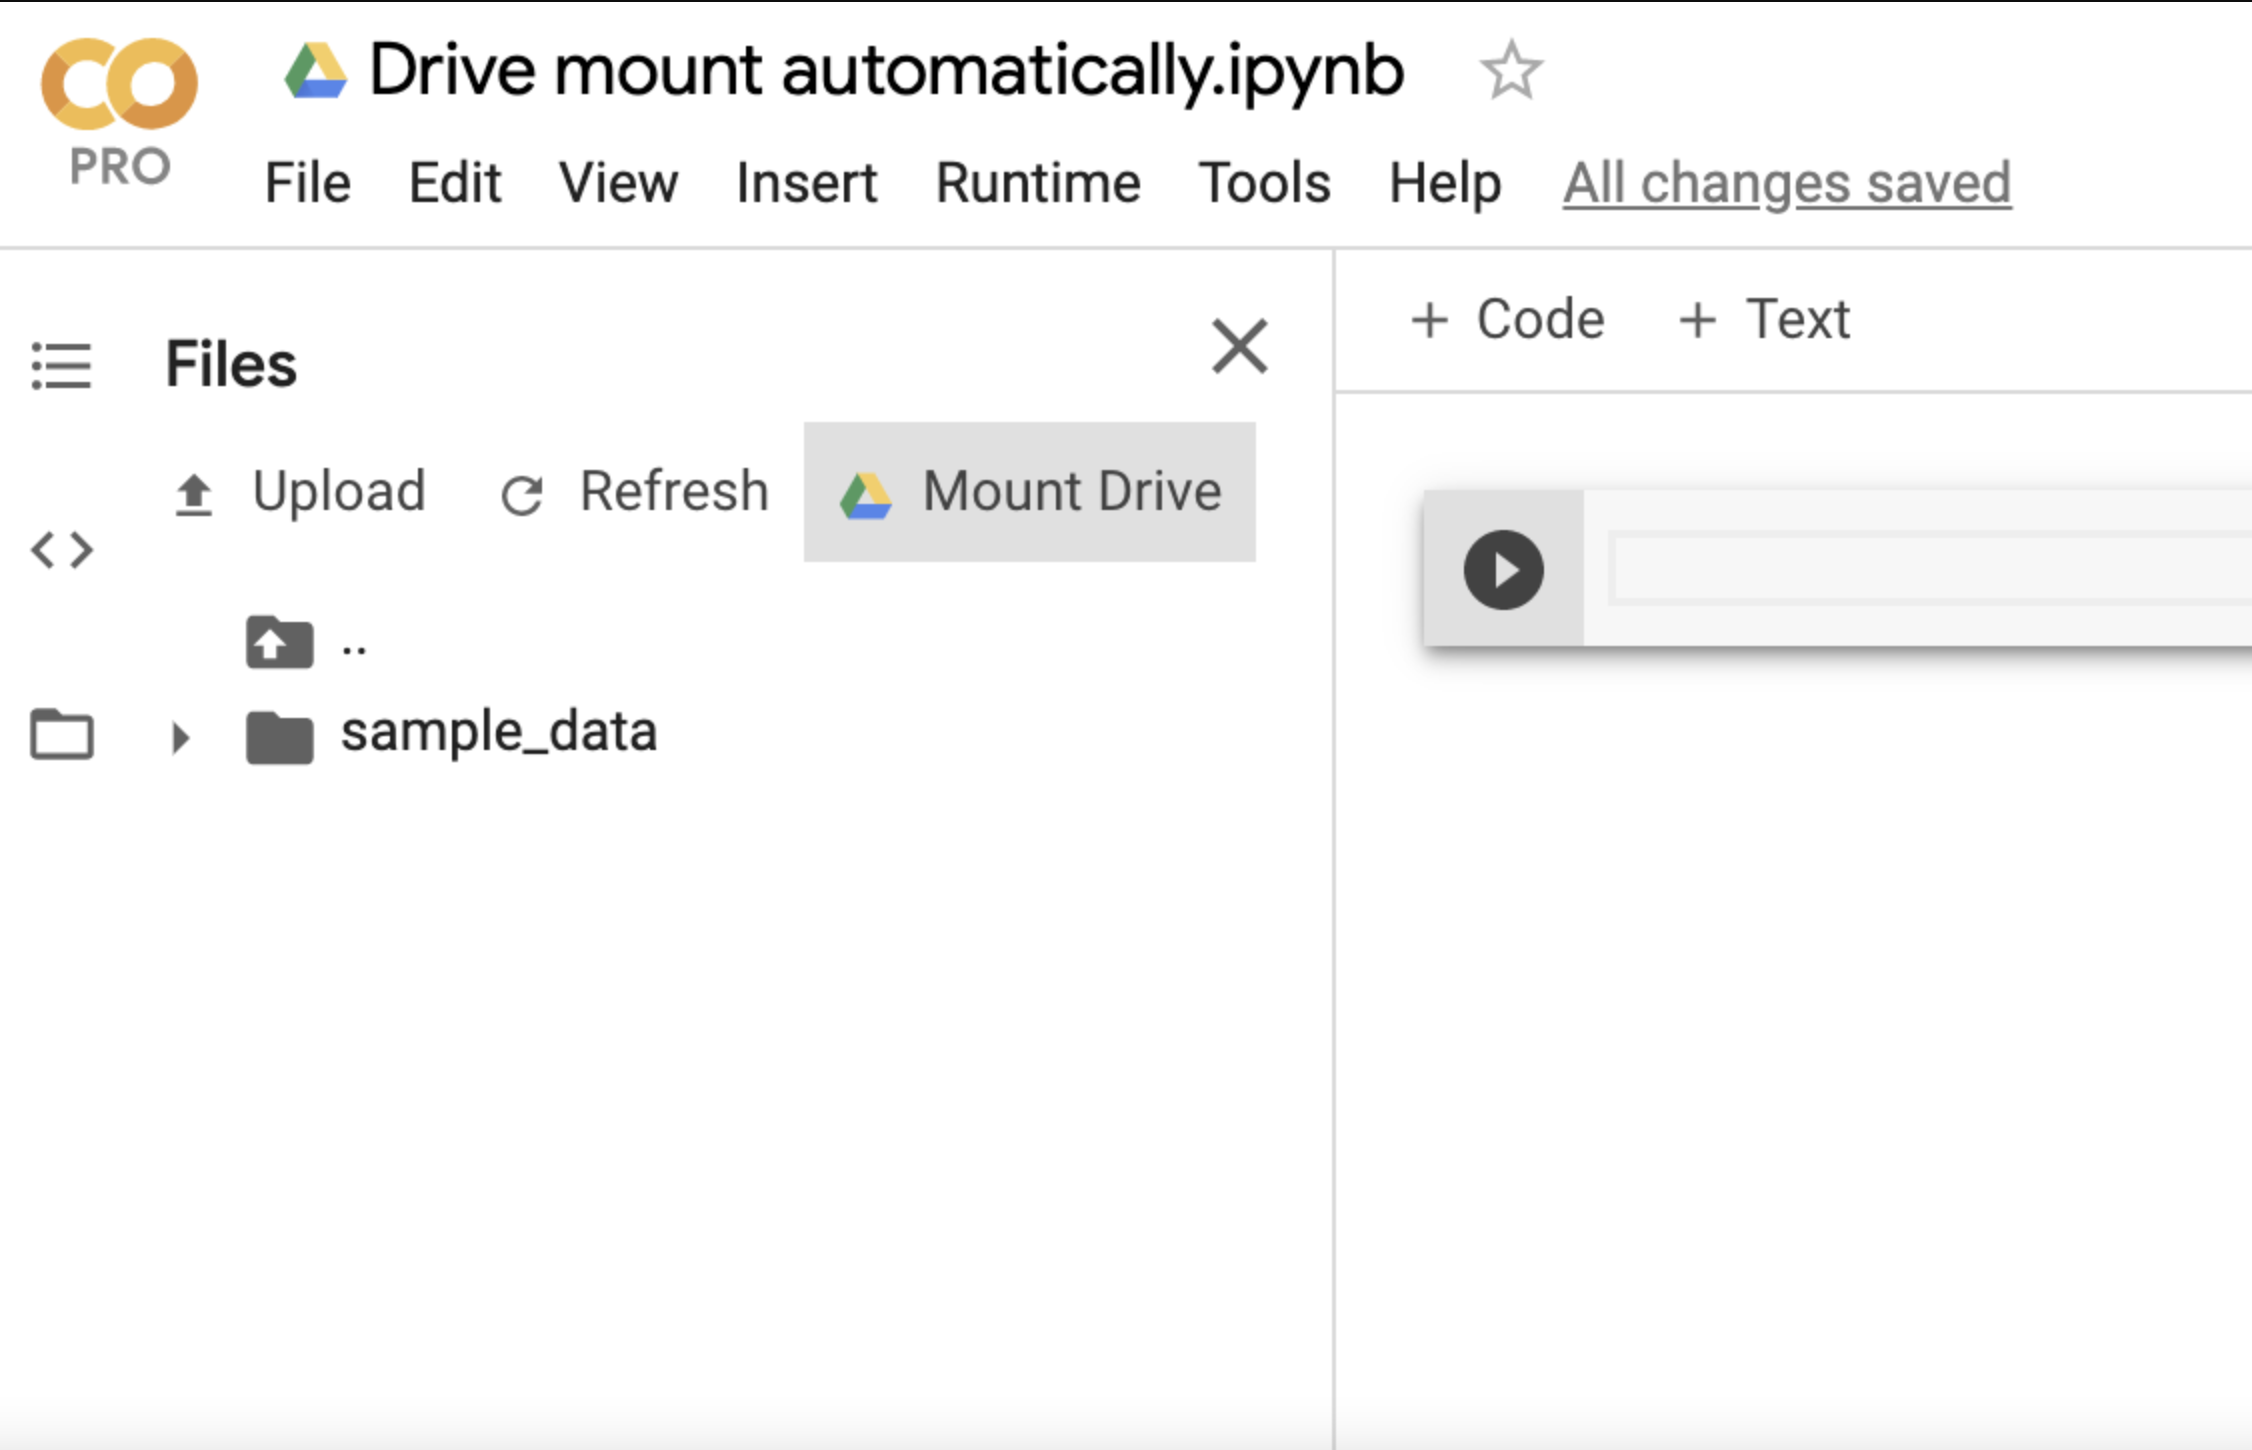 Drive mount automatically.ipynb
PRO
File Edit View Insert Runtime Tools Help All changes saved
Files
+ Code + Text
Upload Refresh Mount Drive
..
sample_data